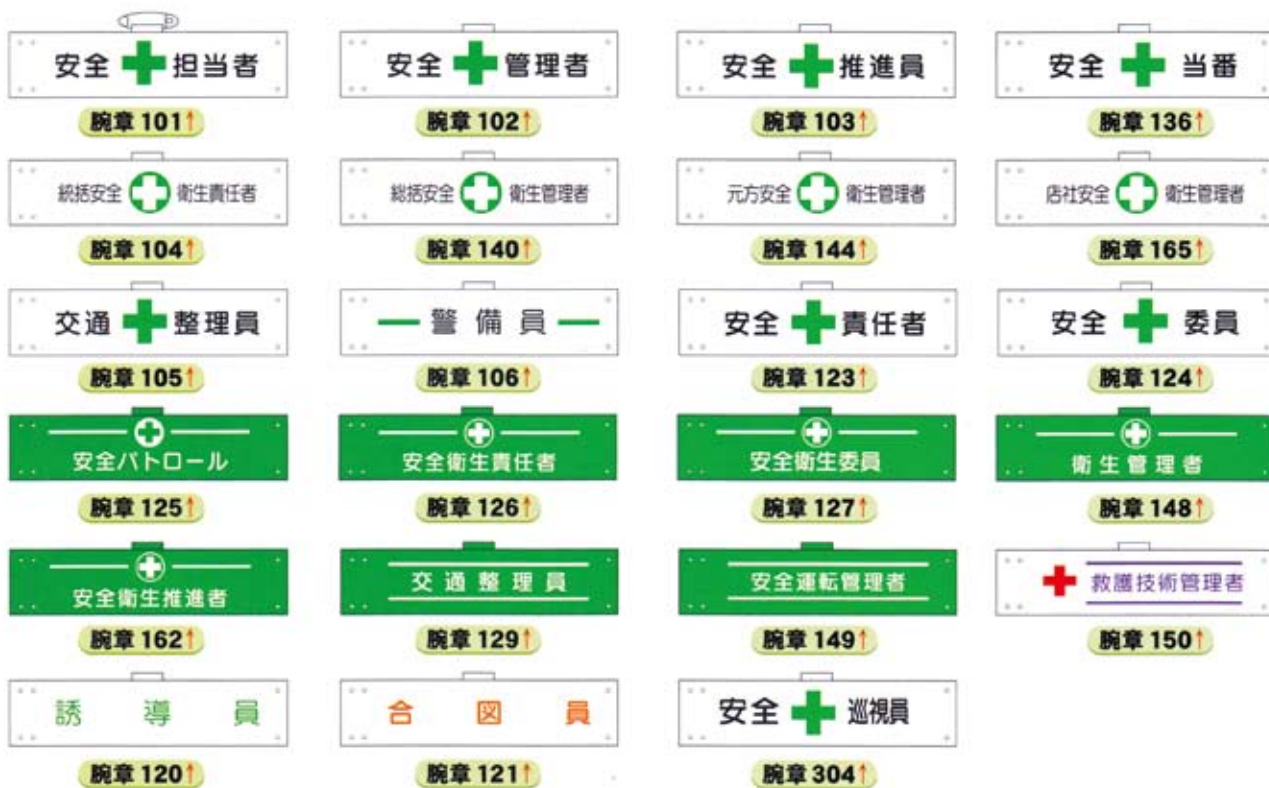 安全 担当者
安全 管理者
安全 推進員
安全 当番
腕章 101↑
腕章 102↑
腕章 103↑
腕章 136↑
統括安全 衛生責任者
総括安全 衛生管理者
元方安全 衛生管理者
店社安全 衛生管理者
腕章 104↑
腕章 140↑
腕章 144↑
腕章 165↑
交通 整理員
警備員
安全 責任者
安全 委員
腕章 105↑
腕章 106↑
腕章 123↑
腕章 124↑
安全パトロール
安全衛生責任者
安全衛生委員
衛生管理者
腕章 125↑
腕章 126↑
腕章 127↑
腕章 148↑
安全衛生推進者
交通整理員
安全運転管理者
救護技術管理者
腕章 162↑
腕章 129↑
腕章 149↑
腕章 150↑
誘導員
合図員
安全 巡視員
腕章 120↑
腕章 121↑
腕章 304↑